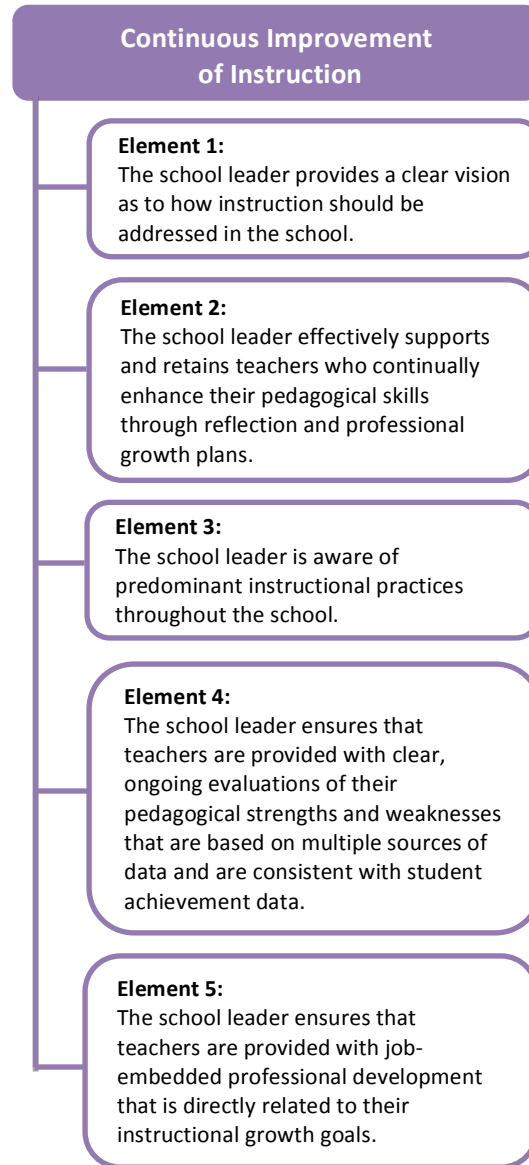 Continuous Improvement
of Instruction
Element 1:
The school leader provides a clear vision
as to how instruction should be
addressed in the school.
Element 2:
The school leader effectively supports
and retains teachers who continually
enhance their pedagogical skills
through reflection and professional
growth plans.
Element 3:
The school leader is aware of
predominant instructional practices
throughout the school.
Element 4:
The school leader ensures that
teachers are provided with clear,
ongoing evaluations of their
pedagogical strengths and weaknesses
that are based on multiple sources of
data and are consistent with student
achievement data.
Element 5:
The school leader ensures that
teachers are provided with job-
embedded professional development
that is directly related to their
instructional growth goals.